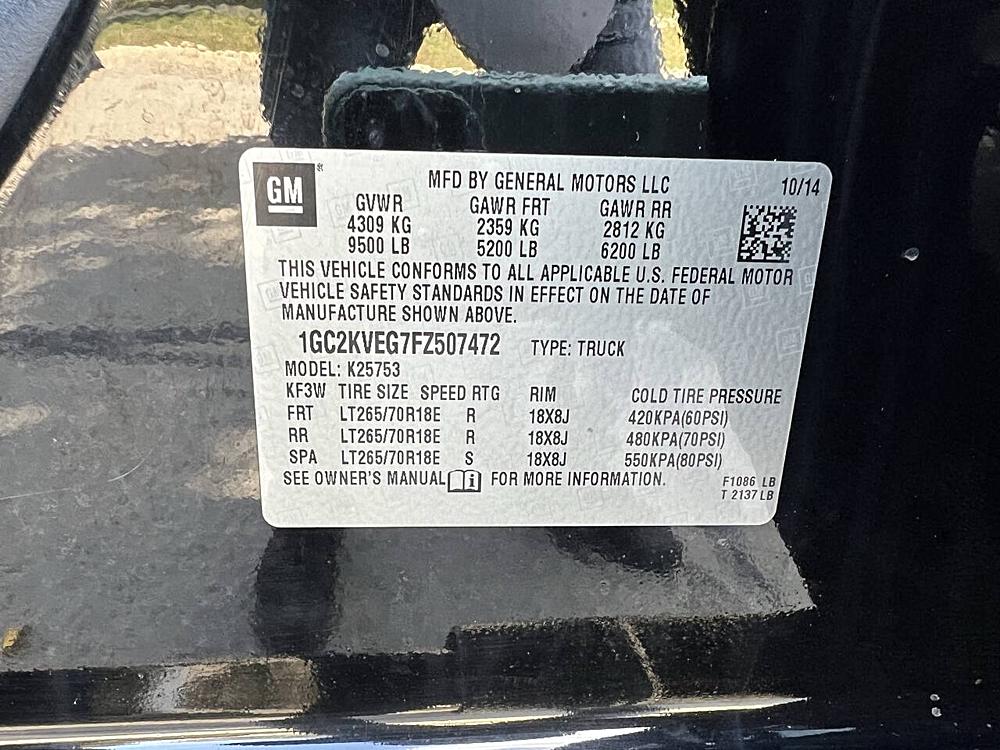 GM
MFD BY GENERAL MOTORS LLC 10/14
GVWR GAWR FRT GAWR RR
4309 KG 2359 KG 2812 KG
9500 LB 5200 LB 6200 LB
THIS VEHICLE CONFORMS TO ALL APPLICABLE U.S. FEDERAL MOTOR
VEHICLE SAFETY STANDARDS IN EFFECT ON THE DATE OF
MANUFACTURE SHOWN ABOVE.
1GC2KVEG7FZ507472 TYPE: TRUCK
MODEL: K25753
KF3W TIRE SIZE SPEED RTG RIM COLD TIRE PRESSURE
FRT LT265/70R18E R 18X8J 420KPA(60PSI)
RR LT265/70R18E R 18X8J 480KPA(70PSI)
SPA LT265/70R18E S 18X8J 550KPA(80PSI)
SEE OWNER'S MANUAL FOR MORE INFORMATION.
F1086 LB
T 2137 LB